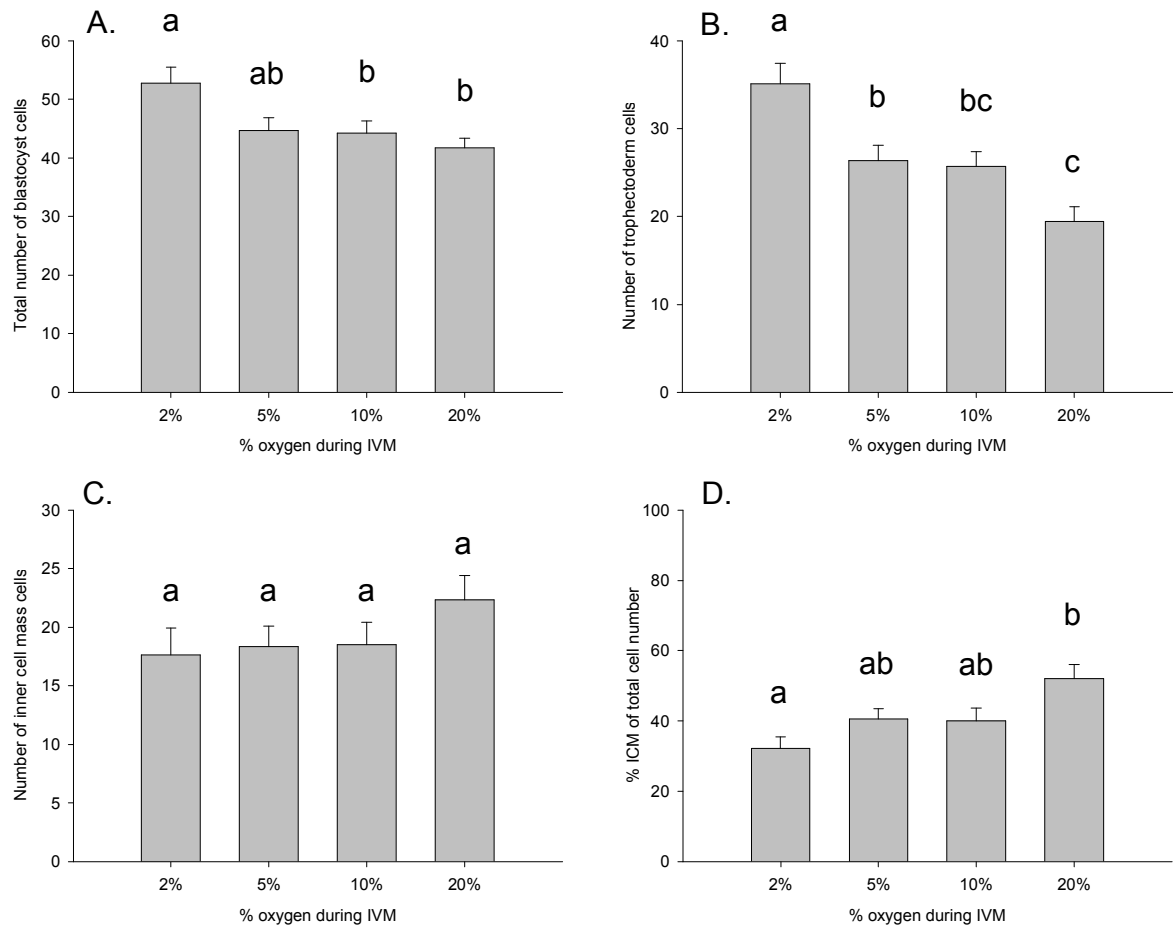 A.
a
ab
b
b
60
50
40
30
20
10
0
Total number of blastocyst cells
2% 5% 10% 20%
% oxygen during IVM
B.
a
b
bc
c
40
30
20
10
0
Number of trophectoderm cells
2% 5% 10% 20%
% oxygen during IVM
C.
a a a a
30
25
20
15
10
5
0
Number of inner cell mass cells
2% 5% 10% 20%
% oxygen during IVM
D.
a
ab
ab
b
100
80
60
40
20
0
% ICM of total cell number
2% 5% 10% 20%
% oxygen during IVM